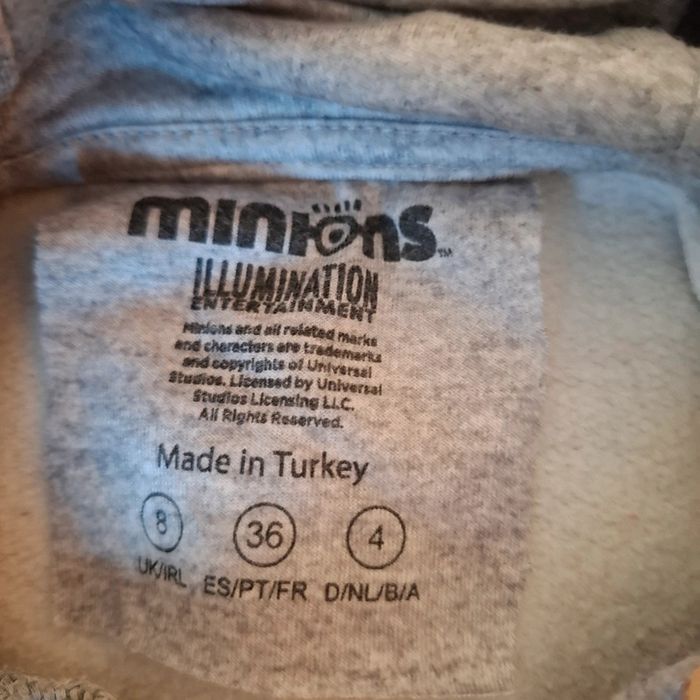 minions™
ILLUMINATION
ENTERTAINMENT
Minions and all related marks
and characters are trademarks
and copyrights of Universal
Studios. Licensed by Universal
Studios Licensing LLC.
All Rights Reserved.
Made in Turkey
8 36 4
UK/IRL ES/PT/FR D/NL/B/A